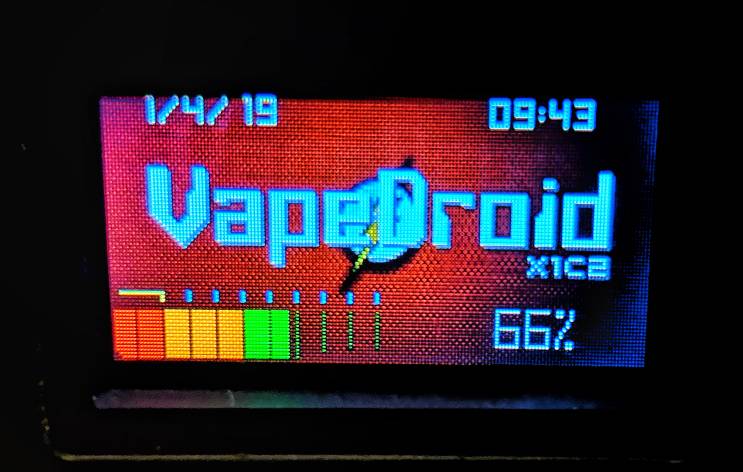 1/4/19 09:43
VapeDroid
X1C2
66%